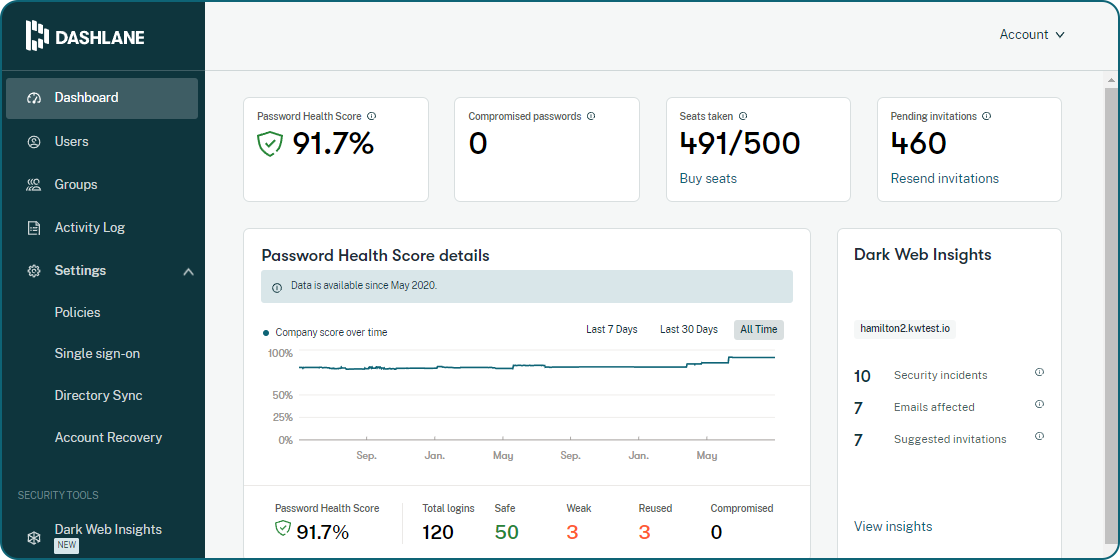 DASHLANE
Account
Dashboard
Users
Groups
Activity Log
Settings
Policies
Single sign-on
Directory Sync
Account Recovery
SECURITY TOOLS
Dark Web Insights
NEW
Password Health Score
91.7%
Compromised passwords
0
Seats taken
491/500
Buy seats
Pending invitations
460
Resend invitations
Password Health Score details
Data is available since May 2020.
Company score over time
Last 7 Days Last 30 Days All Time
100%
50%
25%
0%
Sep. Jan. May Sep. Jan. May
Password Health Score
91.7%
Total logins
120
Safe
50
Weak
3
Reused
3
Compromised
0
Dark Web Insights
hamilton2.kwtest.io
10 Security incidents
7 Emails affected
7 Suggested invitations
View insights